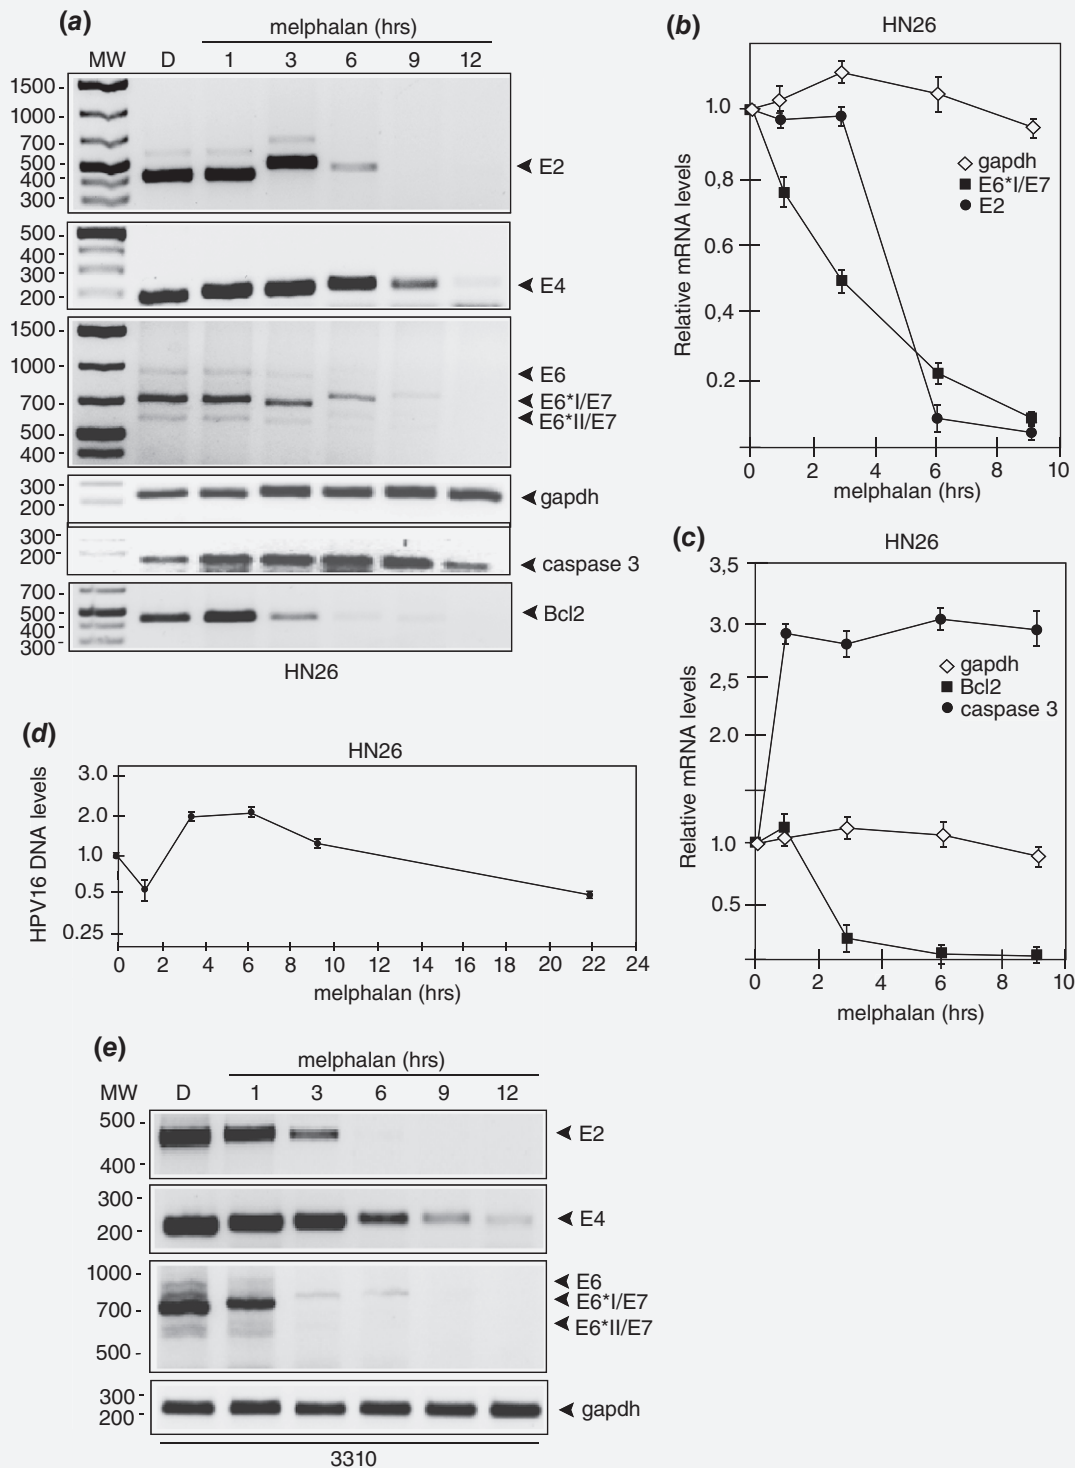 (a)
melphalan (hrs)
MW D 1 3 6 9 12
1500
1000
700
500
400
300
E2
500
400
300
200
E4
1500
1000
700
500
400
E6
E6*I/E7
E6*II/E7
300
200
gapdh
300
200
caspase 3
700
500
400
300
Bcl2
HN26
(b)
HN26
Relative mRNA levels
1.0
0.8
0.6
0,4
0.2
gapdh
E6*I/E7
E2
0 2 4 6 8 10
melphalan (hrs)
(c)
HN26
Relative mRNA levels
3,5
3.0
2,5
2.0
1.0
0.5
gapdh
Bcl2
caspase 3
0 2 4 6 8 10
melphalan (hrs)
(d)
HN26
HPV16 DNA levels
3.0
2.0
1.0
0.5
0.25
0 2 4 6 8 10 12 14 16 18 20 22 24
melphalan (hrs)
(e)
melphalan (hrs)
MW D 1 3 6 9 12
500
400
E2
300
200
E4
1000
700
500
E6
E6*I/E7
E6*II/E7
300
200
gapdh
3310